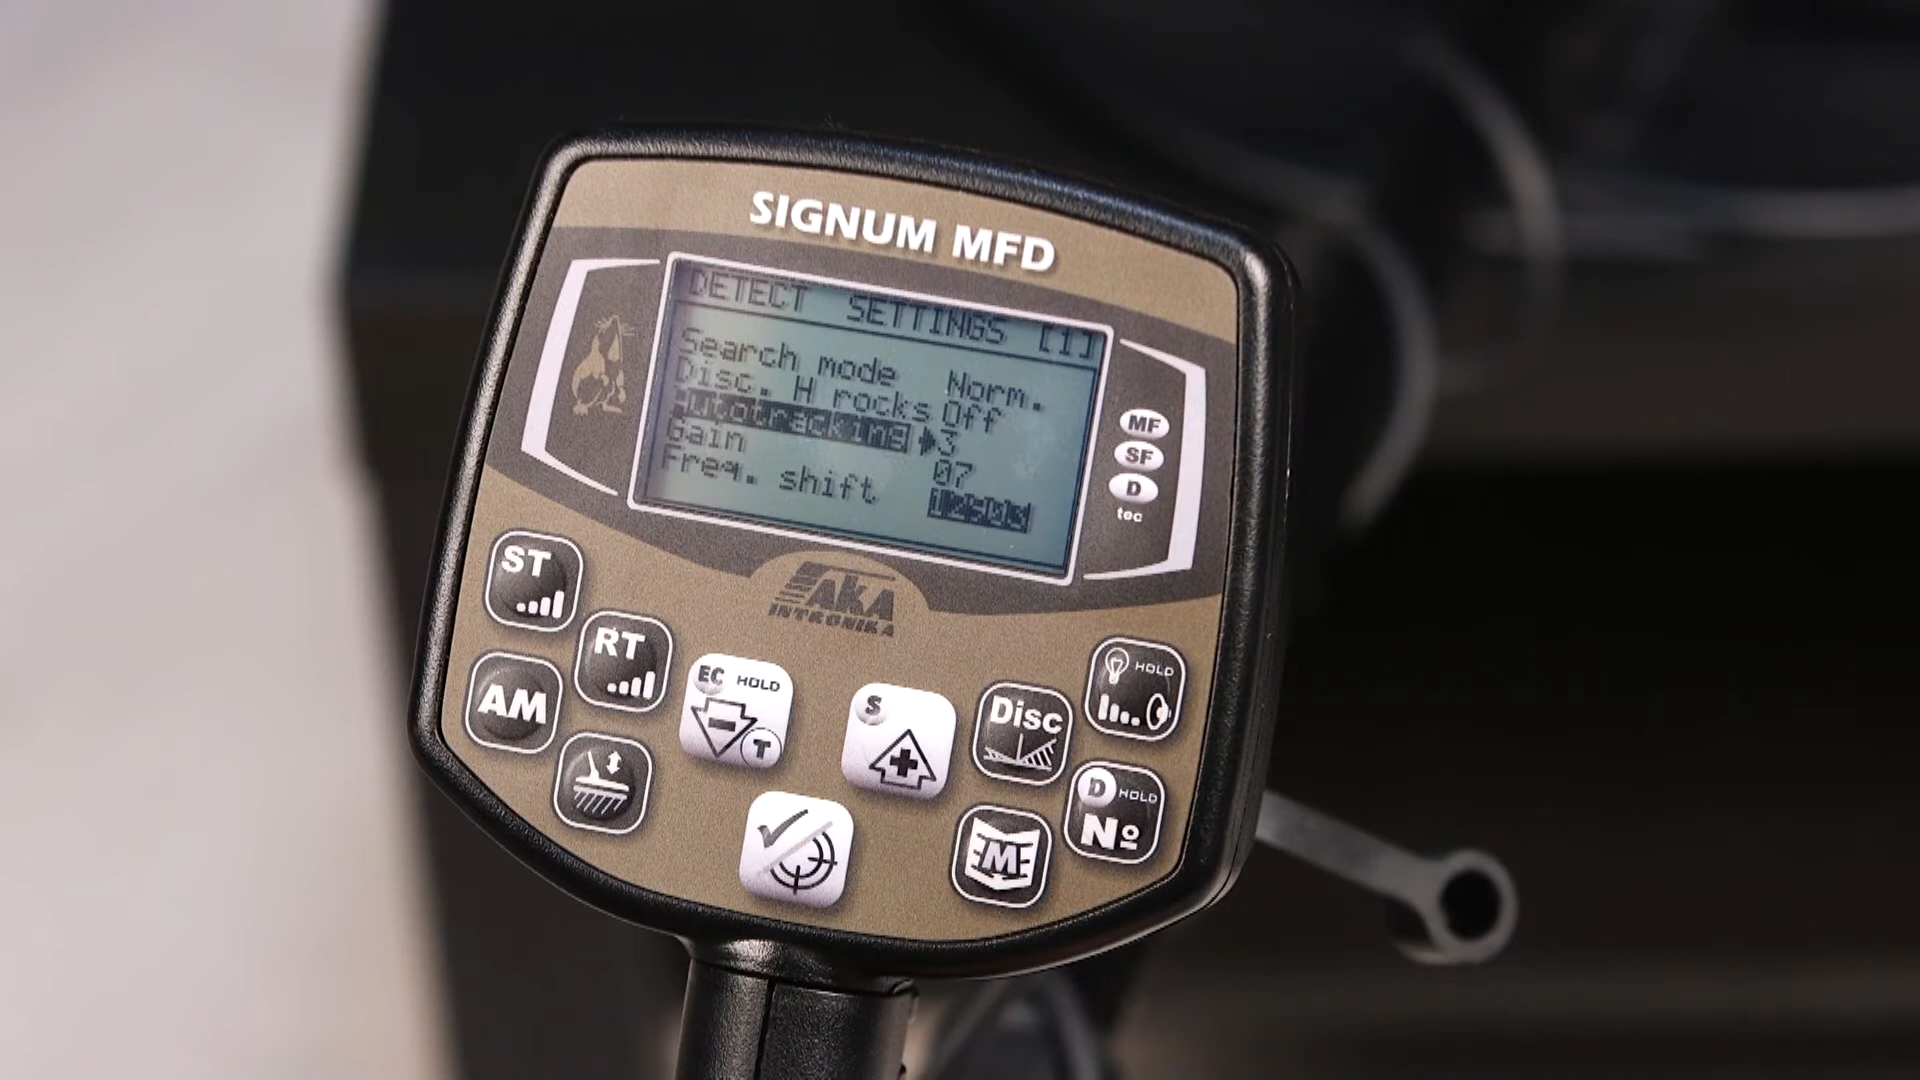 SIGNUM MFD
DETECT SETTINGS [1]
Search mode Norm.
Disc. H rocks Off
Autotracking 3
Gain 07
Freq. shift
MF
SF
D
tec
AKA
INTRONIKA
ST
RT
AM
EC HOLD
T
S
Disc
HOLD
D HOLD
Nº
M